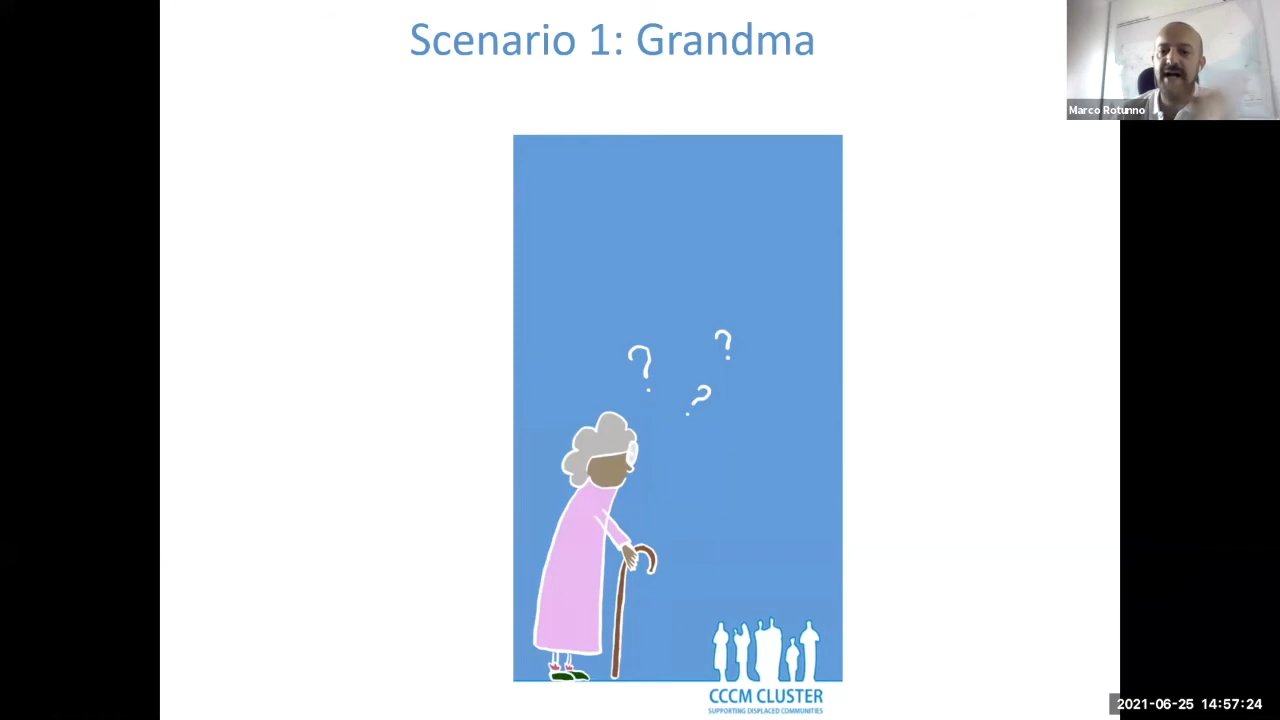 Scenario 1: Grandma
Marco Rotunno
? ? ?
CCCM CLUSTER
SUPPORTING DISPLACED COMMUNITIES
2021-06-25 14:57:24